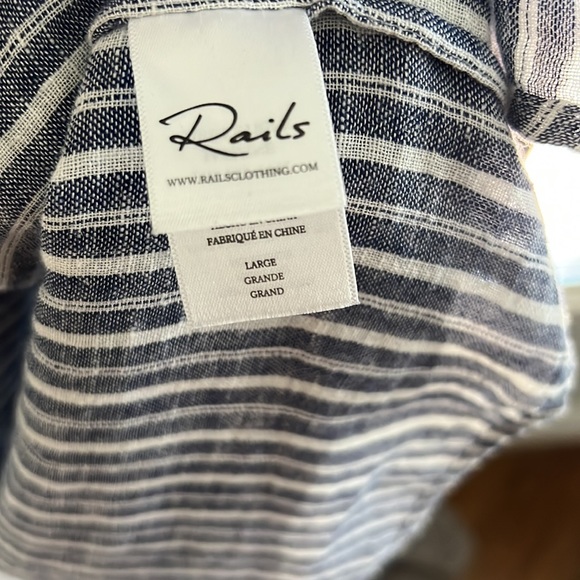 Rails
WWW.RAILSCLOTHING.COM
FABRIQUÉ EN CHINE
LARGE
GRANDE
GRAND